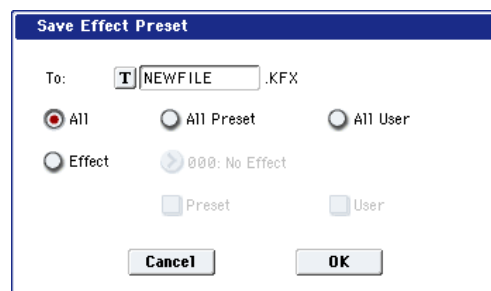 Save Effect Preset
To: T NEWFILE .KFX
All All Preset All User
Effect 000: No Effect
Preset User
Cancel OK